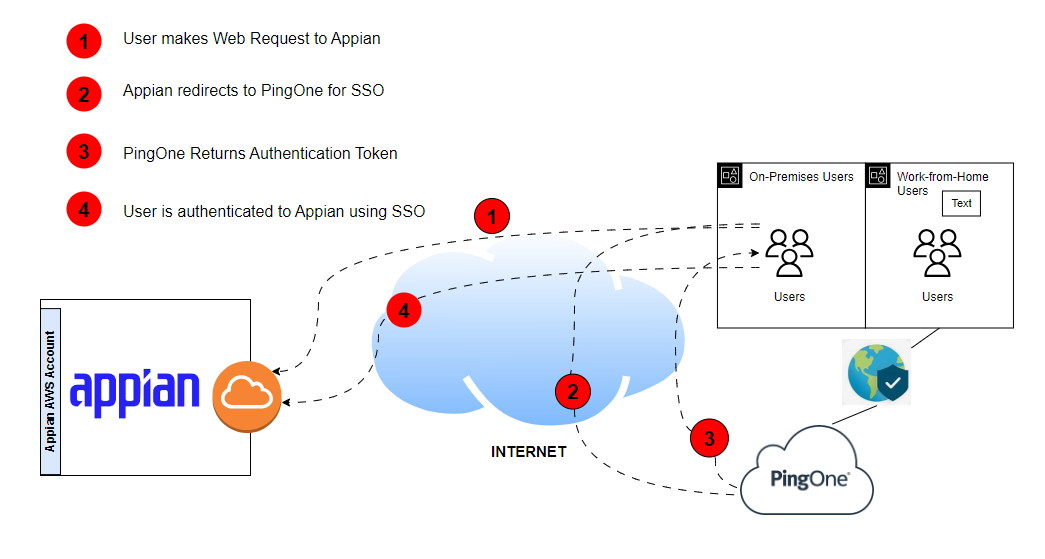 1 User makes Web Request to Appian
2 Appian redirects to PingOne for SSO
3 PingOne Returns Authentication Token
4 User is authenticated to Appian using SSO
On-Premises Users
Work-from-Home
Users
Text
Users
Users
1
4
2
3
Appian AWS Account
appian
INTERNET
PingOne®